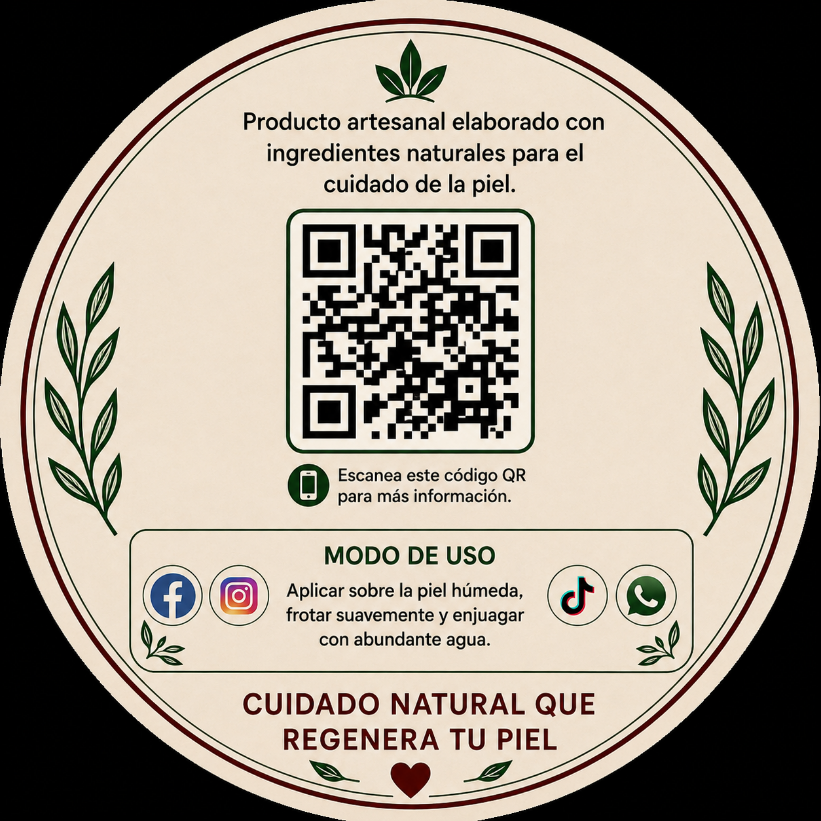 Producto artesanal elaborado con
ingredientes naturales para el
cuidado de la piel.
Escanea este código QR
para más información.
MODO DE USO
Aplicar sobre la piel húmeda,
frotar suavemente y enjuagar
con abundante agua.
CUIDADO NATURAL QUE
REGENERA TU PIEL